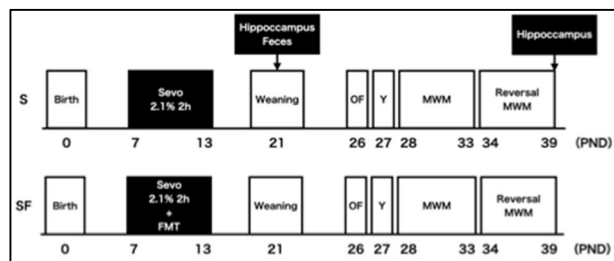 Hippoccampus
Feces
Hippoccampus
S
Birth
Sevo
2.1% 2h
Weaning
OF
Y
MWM
Reversal
MWM
0 7 13 21 26 27 28 33 34 39 (PND)
SF
Birth
Sevo
2.1% 2h
+
FMT
Weaning
OF
Y
MWM
Reversal
MWM
0 7 13 21 26 27 28 33 34 39 (PND)